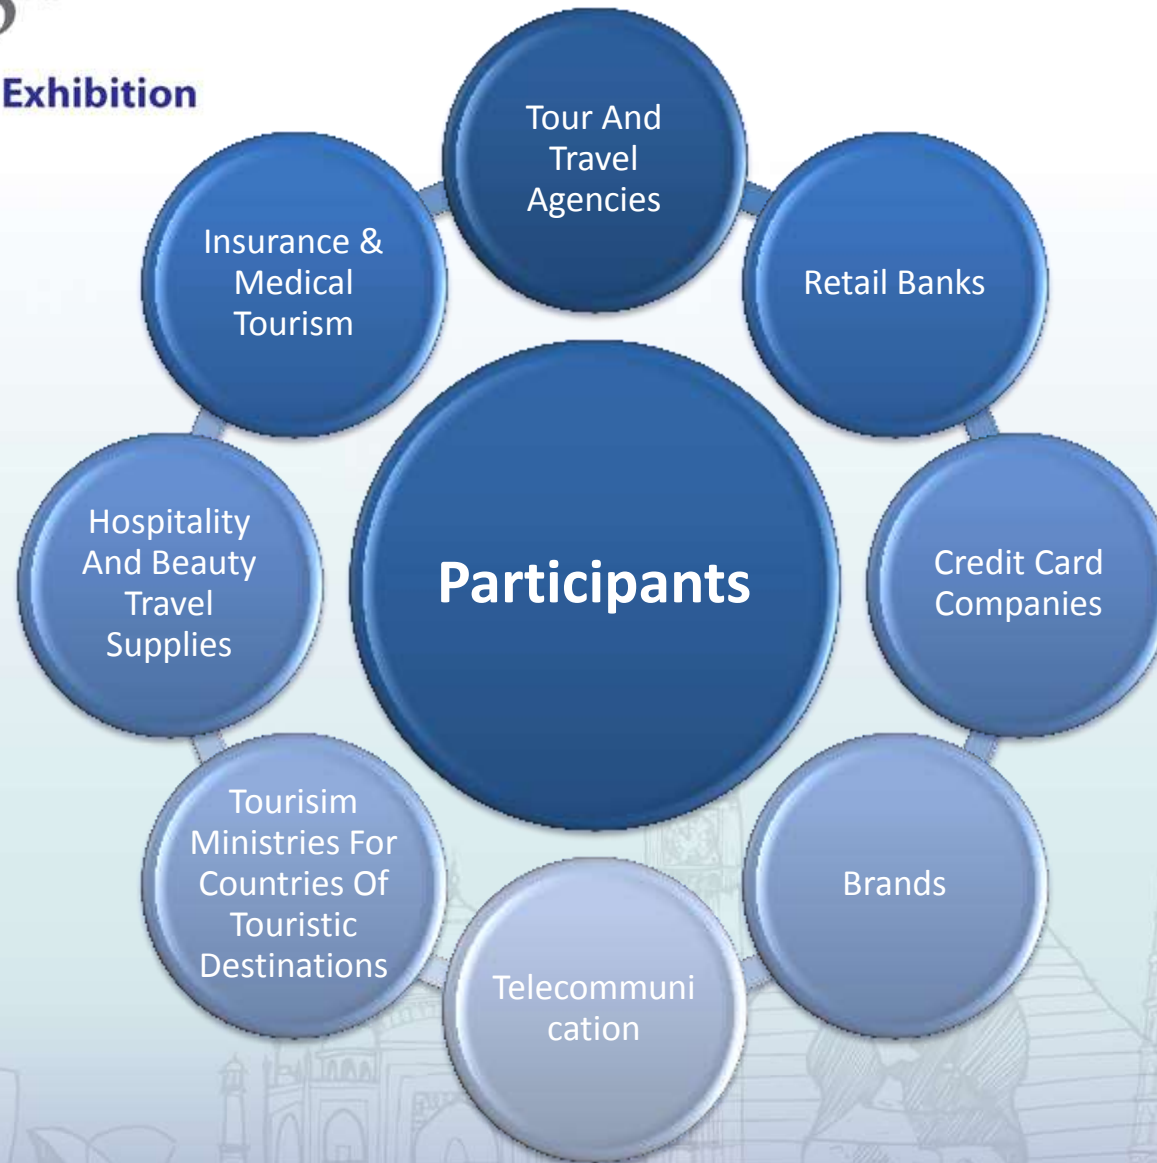 Exhibition
Tour And
Travel
Agencies
Retail Banks
Credit Card
Companies
Brands
Telecommuni
cation
Tourisim
Ministries For
Countries Of
Touristic
Destinations
Hospitality
And Beauty
Travel
Supplies
Insurance &
Medical
Tourism
Participants